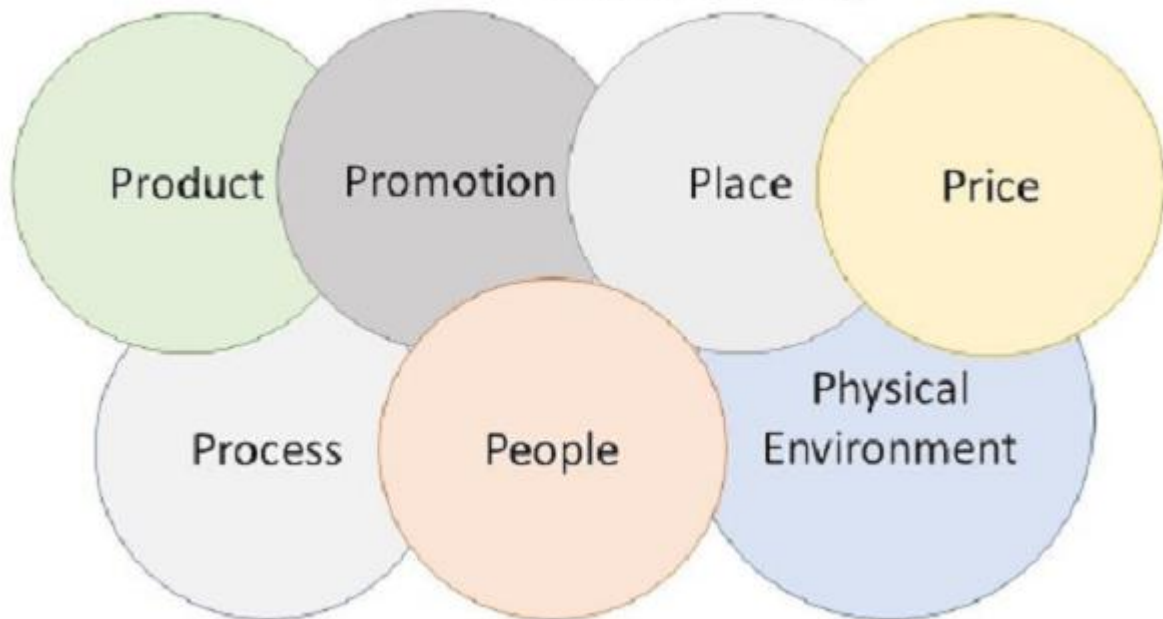 Product
Promotion
Place
Price
Process
People
Physical
Environment